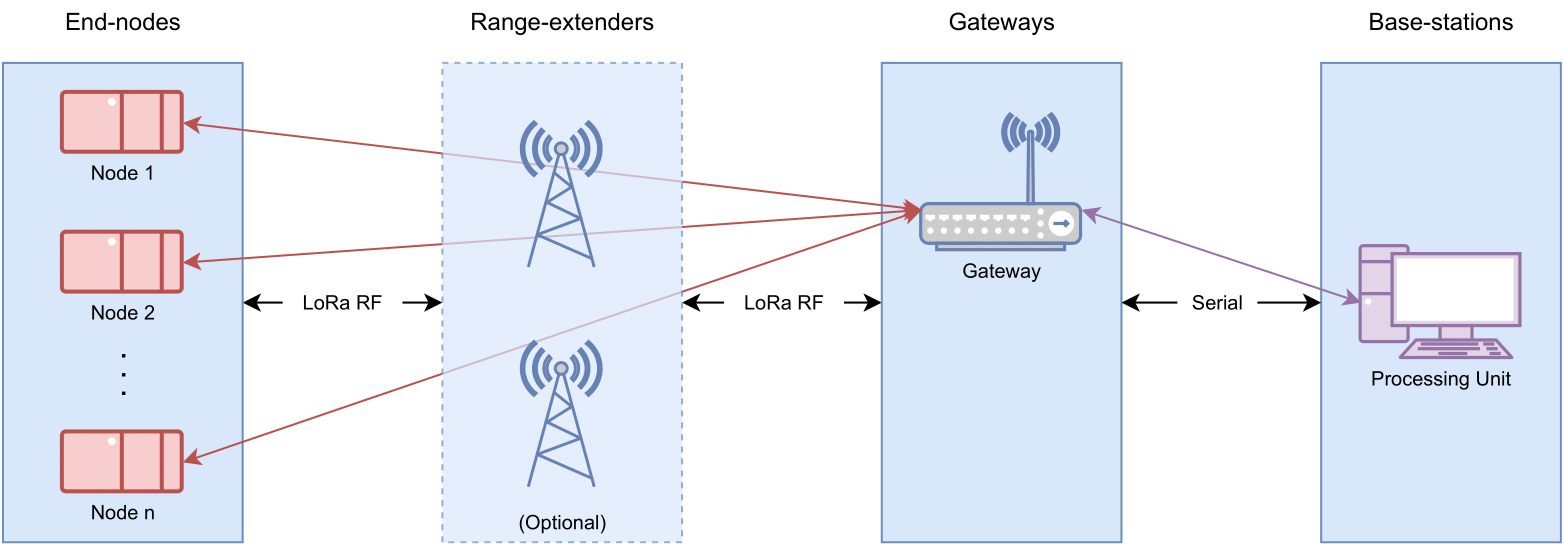 End-nodes
Range-extenders
Gateways
Base-stations
Node 1
Node 2
.
.
.
Node n
LoRa RF
(Optional)
LoRa RF
Gateway
Serial
Processing Unit